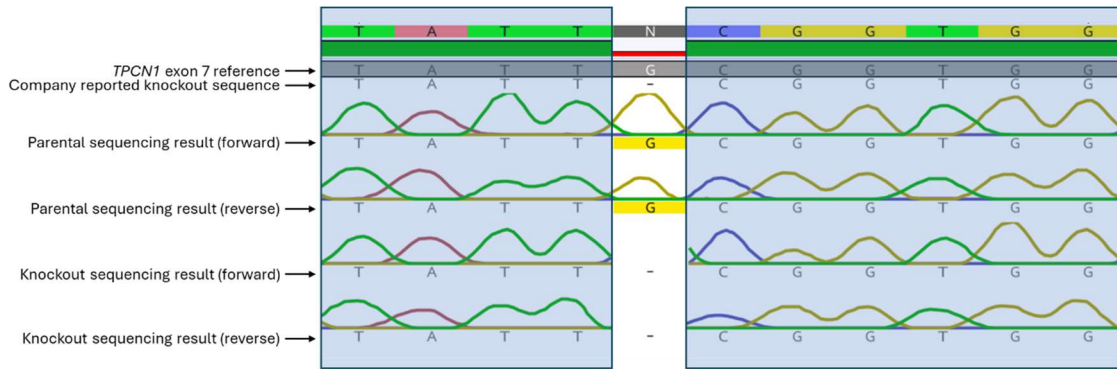 T A T T N C G G T G G
TPCN1 exon 7 reference T A T T G C G G T G G
Company reported knockout sequence T A T T - C G G T G G
Parental sequencing result (forward) T A T T G C G G T G G
Parental sequencing result (reverse) T A T T G C G G T G G
Knockout sequencing result (forward) T A T T - C G G T G G
Knockout sequencing result (reverse) T A T T - C G G T G G